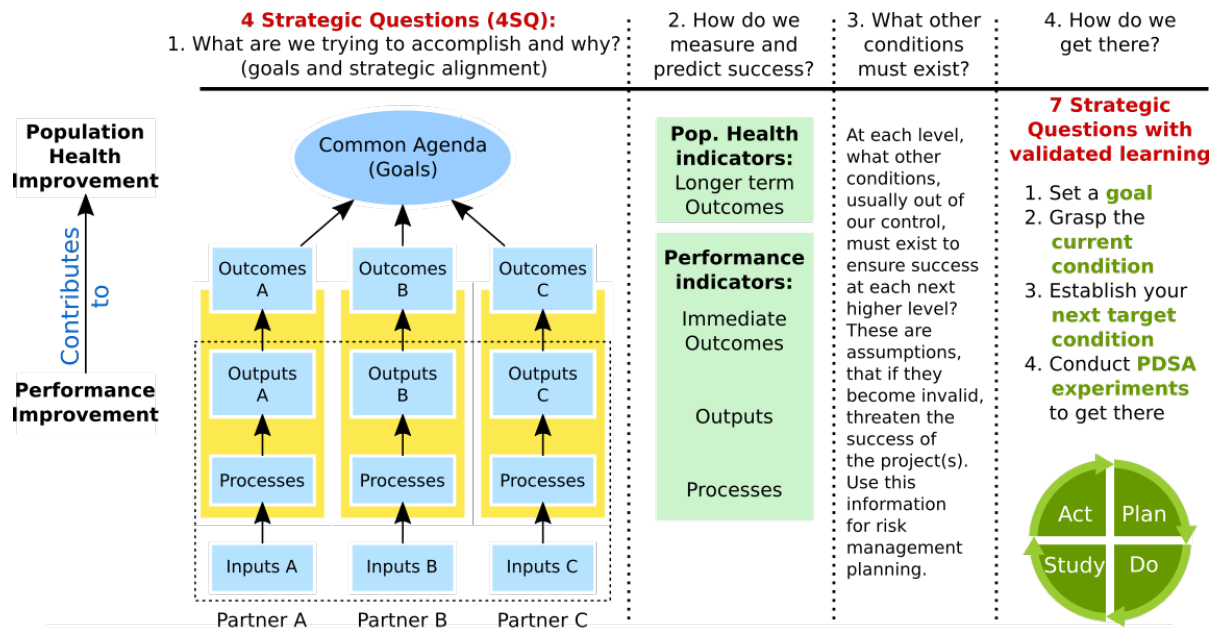 4 Strategic Questions (4SQ):
1. What are we trying to accomplish and why?
(goals and strategic alignment)
2. How do we
measure and
predict success?
3. What other
conditions
must exist?
4. How do we
get there?
Population
Health
Improvement
Contributes
to
Performance
Improvement
Common Agenda
(Goals)
Outcomes
A
Outcomes
B
Outcomes
C
Outputs
A
Outputs
B
Outputs
C
Processes
Processes
Processes
Inputs A
Inputs B
Inputs C
Partner A
Partner B
Partner C
Pop. Health
indicators:
Longer term
Outcomes
Performance
indicators:
Immediate
Outcomes
Outputs
Processes
At each level,
what other
conditions,
usually out of
our control,
must exist to
ensure success
at each next
higher level?
These are
assumptions,
that if they
become invalid,
threaten the
success of
the project(s).
Use this
information
for risk
management
planning.
7 Strategic
Questions with
validated learning
1. Set a goal
2. Grasp the
current
condition
3. Establish your
next target
condition
4. Conduct PDSA
experiments
to get there
Act
Plan
Study
Do